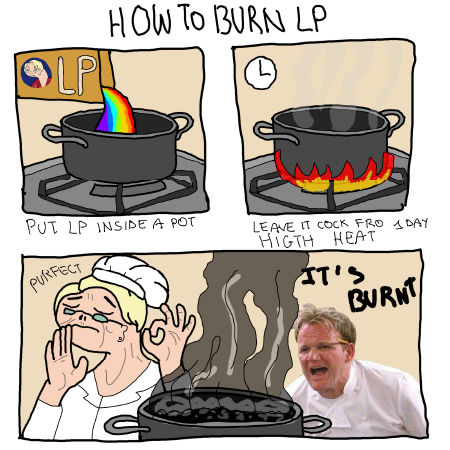 HOW TO BURN LP
LP
PUT LP INSIDE A POT
LEAVE IT COCK FRO 1 DAY
HIGTH HEAT
PURFECT
IT'S
BURNT